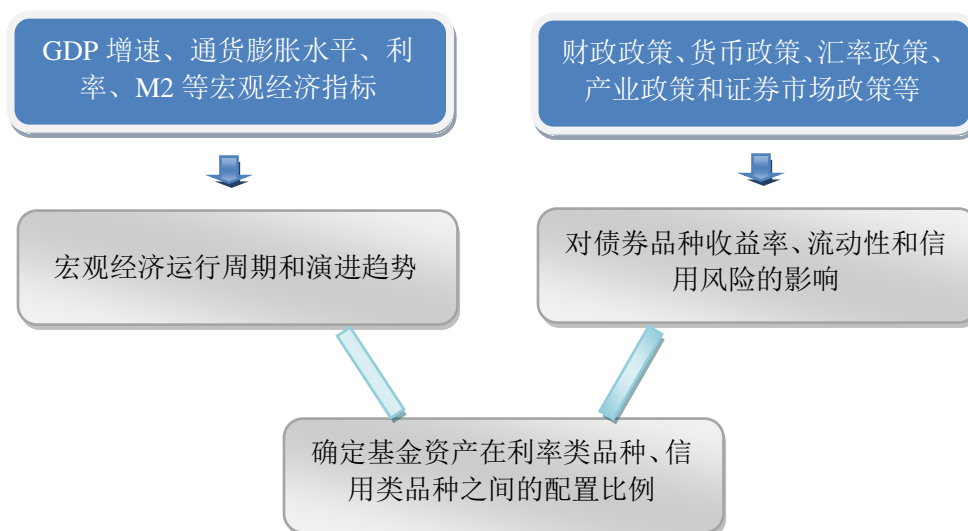 GDP 增速、通货膨胀水平、利
率、M2 等宏观经济指标
财政政策、货币政策、汇率政策、
产业政策和证券市场政策等
宏观经济运行周期和演进趋势
对债券品种收益率、流动性和信
用风险的影响
确定基金资产在利率类品种、信
用类品种之间的配置比例